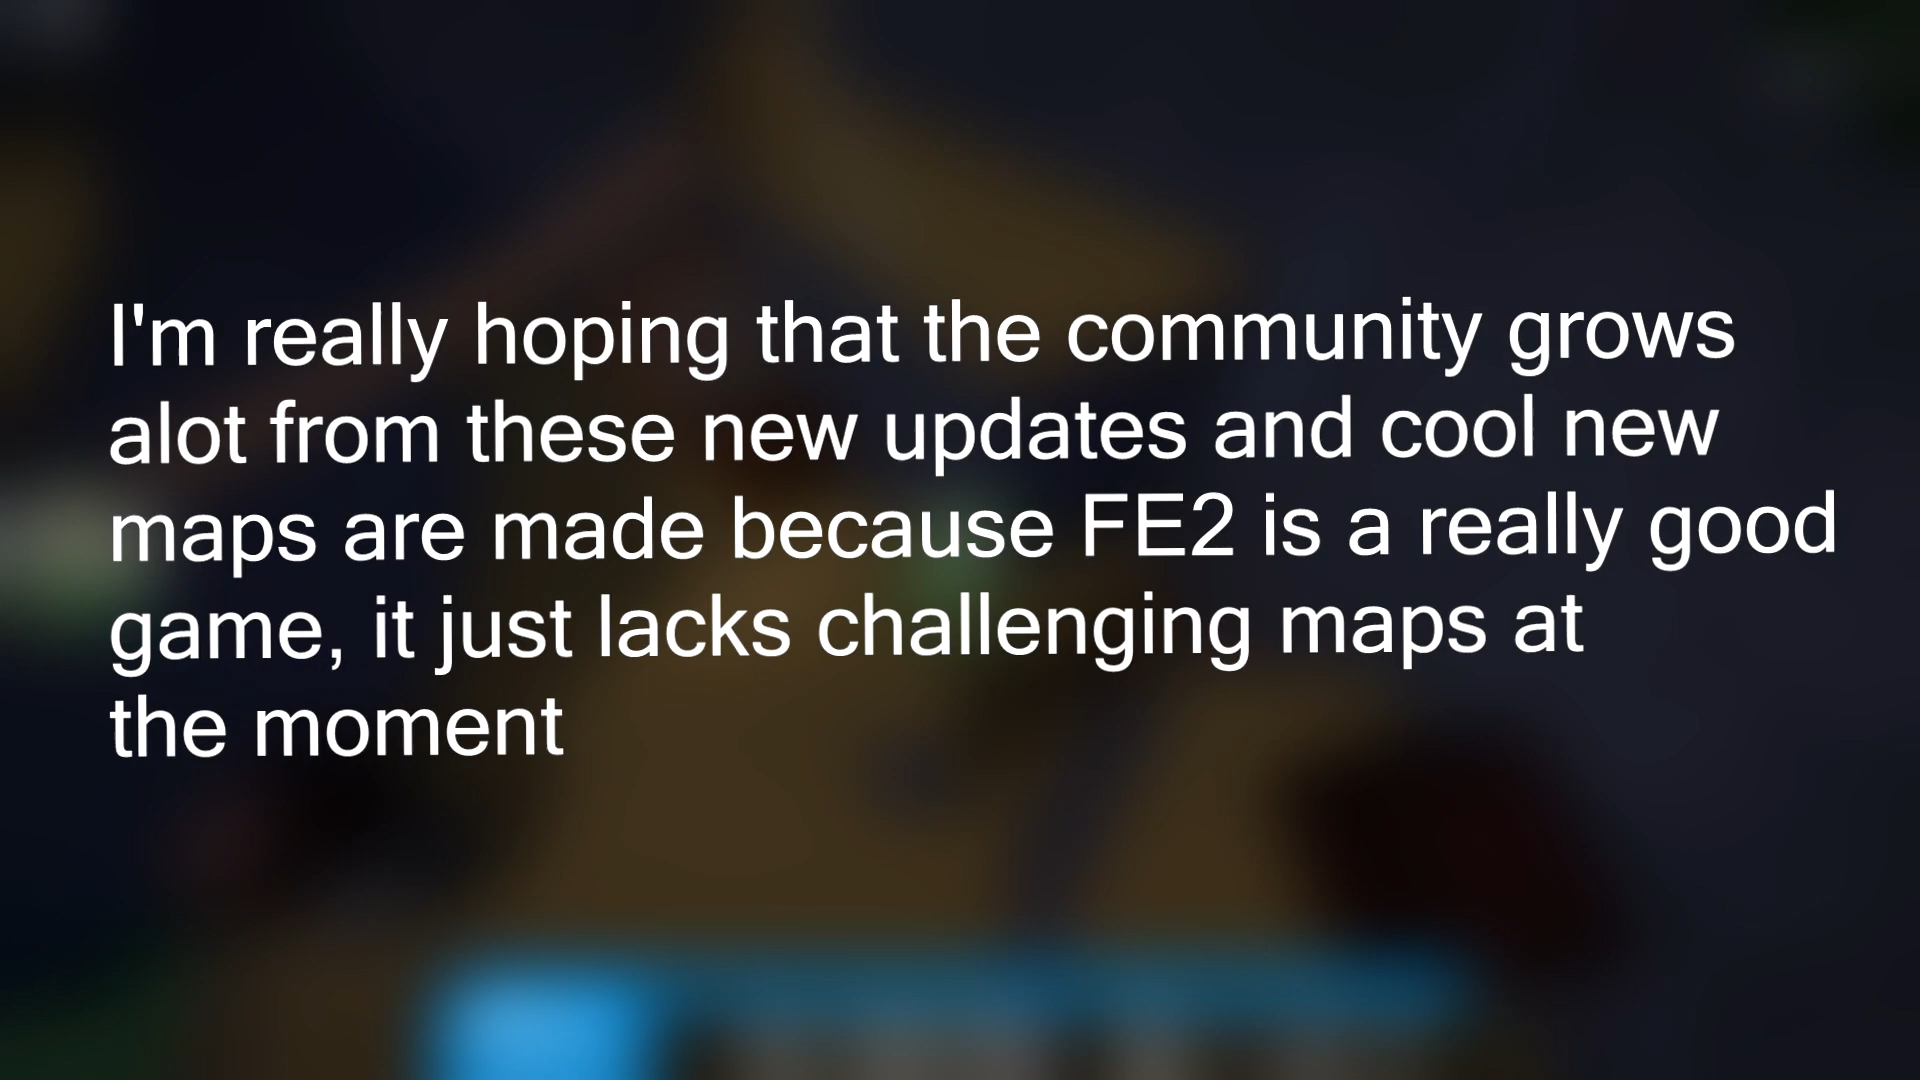 I'm really hoping that the community grows
alot from these new updates and cool new
maps are made because FE2 is a really good
game, it just lacks challenging maps at
the moment